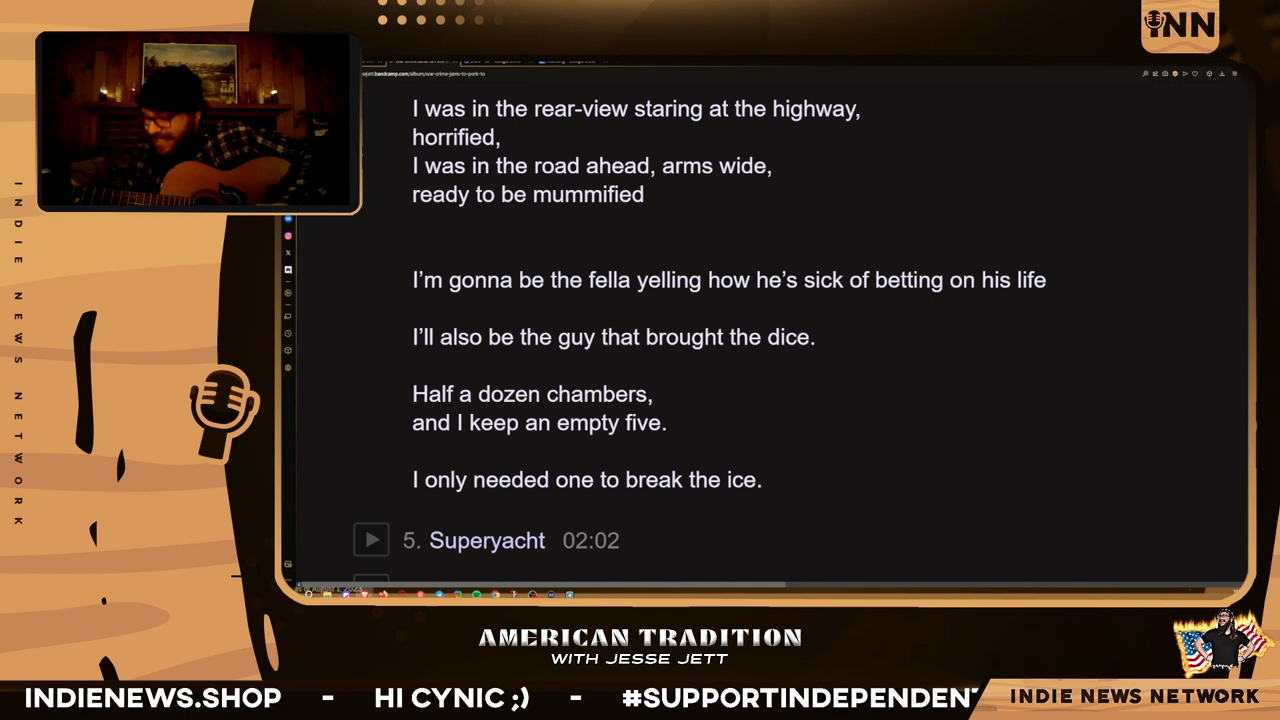 iNN
I was in the rear-view staring at the highway,
horrified,
I was in the road ahead, arms wide,
ready to be mummified
I'm gonna be the fella yelling how he's sick of betting on his life
I'll also be the guy that brought the dice.
Half a dozen chambers,
and I keep an empty five.
I only needed one to break the ice.
5. Superyacht 02:02
INDIE NEWS NETWORK
AMERICAN TRADITION
WITH JESSE JETT
INDIENEWS.SHOP - HI CYNIC ;) - #SUPPORTINDEPENDENT
INDIE NEWS NETWORK